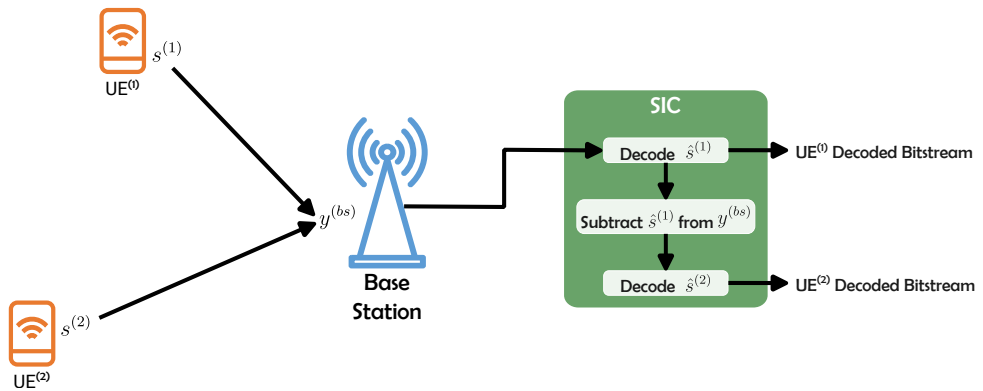 s^{(1)}
UE^{(1)}
SIC
Decode ŝ^{(1)}
UE^{(1)} Decoded Bitstream
y^{(bs)}
Subtract ŝ^{(1)} from y^{(bs)}
Base
Station
Decode ŝ^{(2)}
UE^{(2)} Decoded Bitstream
s^{(2)}
UE^{(2)}